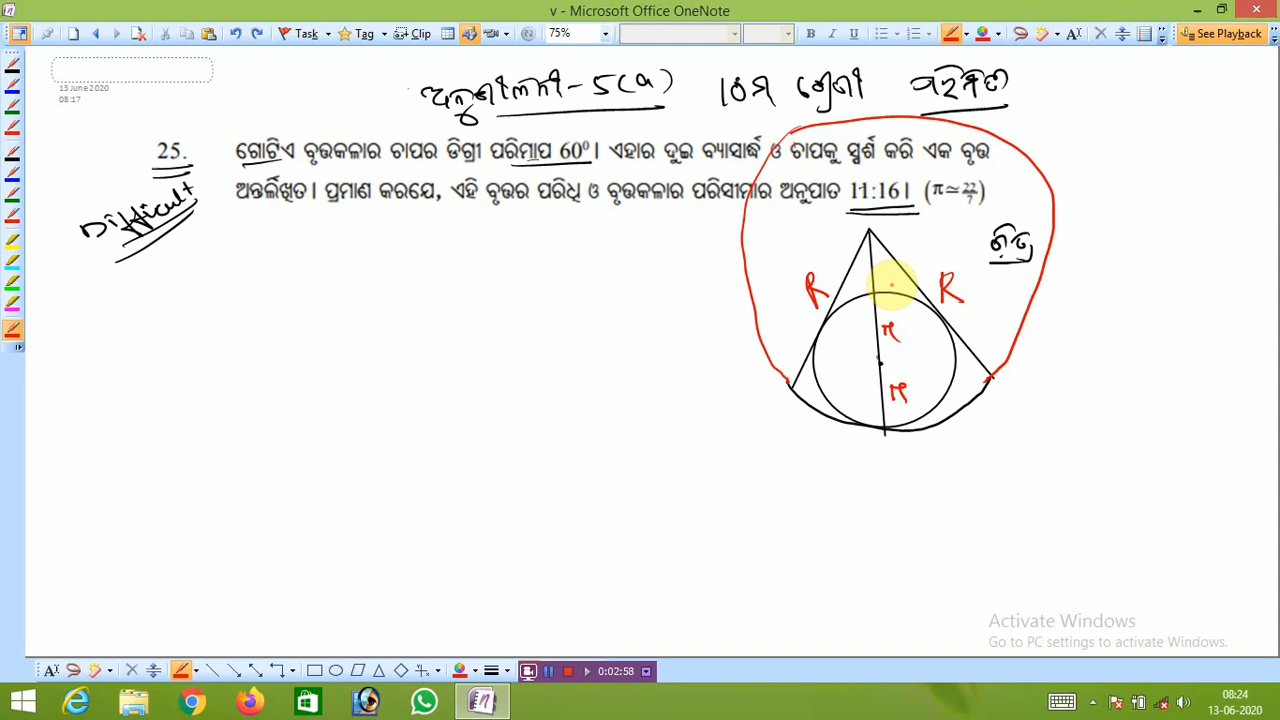 v - Microsoft Office OneNote
75%
Task
Tag
Clip
See Playback
13 June 2020
08:17
ଅନୁଶୀଳନୀ - 5(a) 10ମ ଶ୍ରେଣୀ
25. ଗୋଟିଏ ବୃତ୍ତକଳାର ଚାପର ଡିଗ୍ରୀ ପରିମାପ 60⁰। ଏହାର ଦୁଇ ବ୍ୟାସାର୍ଦ୍ଧ ଓ ଚାପକୁ ସ୍ପର୍ଶ କରି ଏକ ବୃତ୍ତ
ଅନ୍ତର୍ଲିଖିତ। ପ୍ରମାଣ କରଯେ, ଏହି ବୃତ୍ତର ପରିଧି ଓ ବୃତ୍ତକଳାର ପରିସୀମାର ଅନୁପାତ 11:16। (π≃22/7)
Difficult
ଚିତ୍ର
R R
r
r
Activate Windows
Go to PC settings to activate Windows.
0:02:58
08:24
13-06-2020